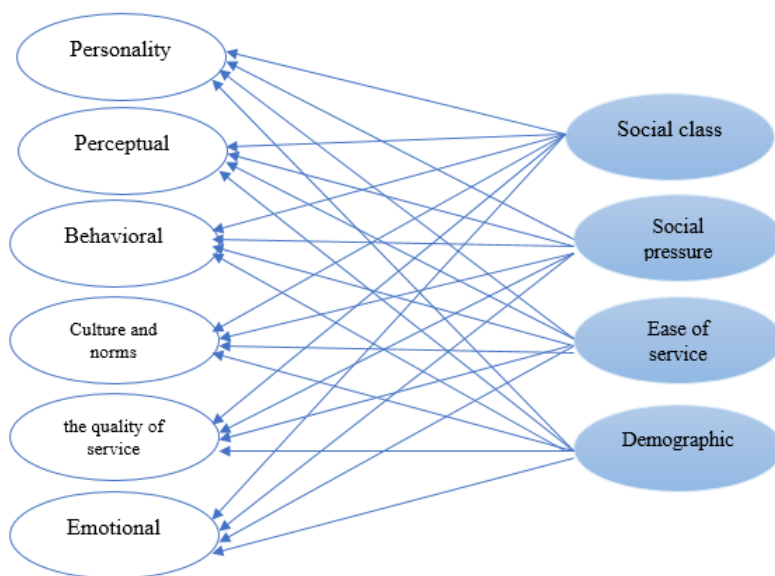 Personality
Perceptual
Behavioral
Culture and
norms
the quality of
service
Emotional
Social class
Social
pressure
Ease of
service
Demographic